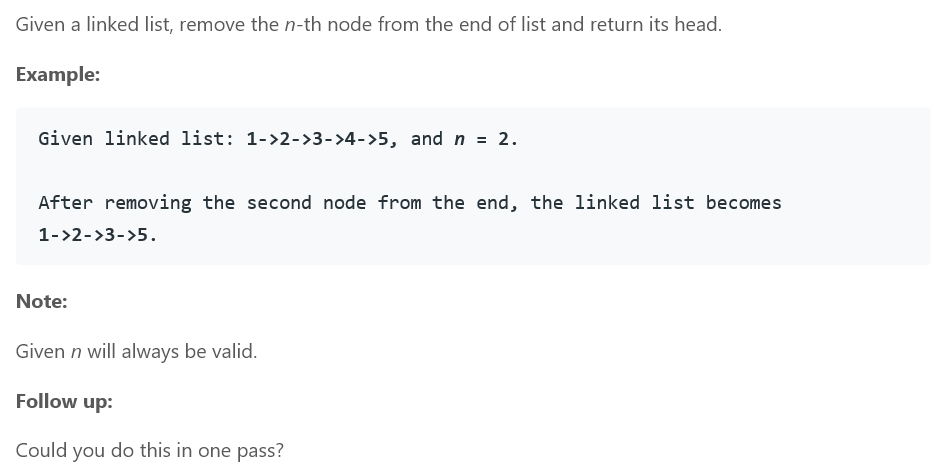 Given a linked list, remove the n-th node from the end of list and return its head.
Example:
Given linked list: 1->2->3->4->5, and n = 2.
After removing the second node from the end, the linked list becomes
1->2->3->5.
Note:
Given n will always be valid.
Follow up:
Could you do this in one pass?